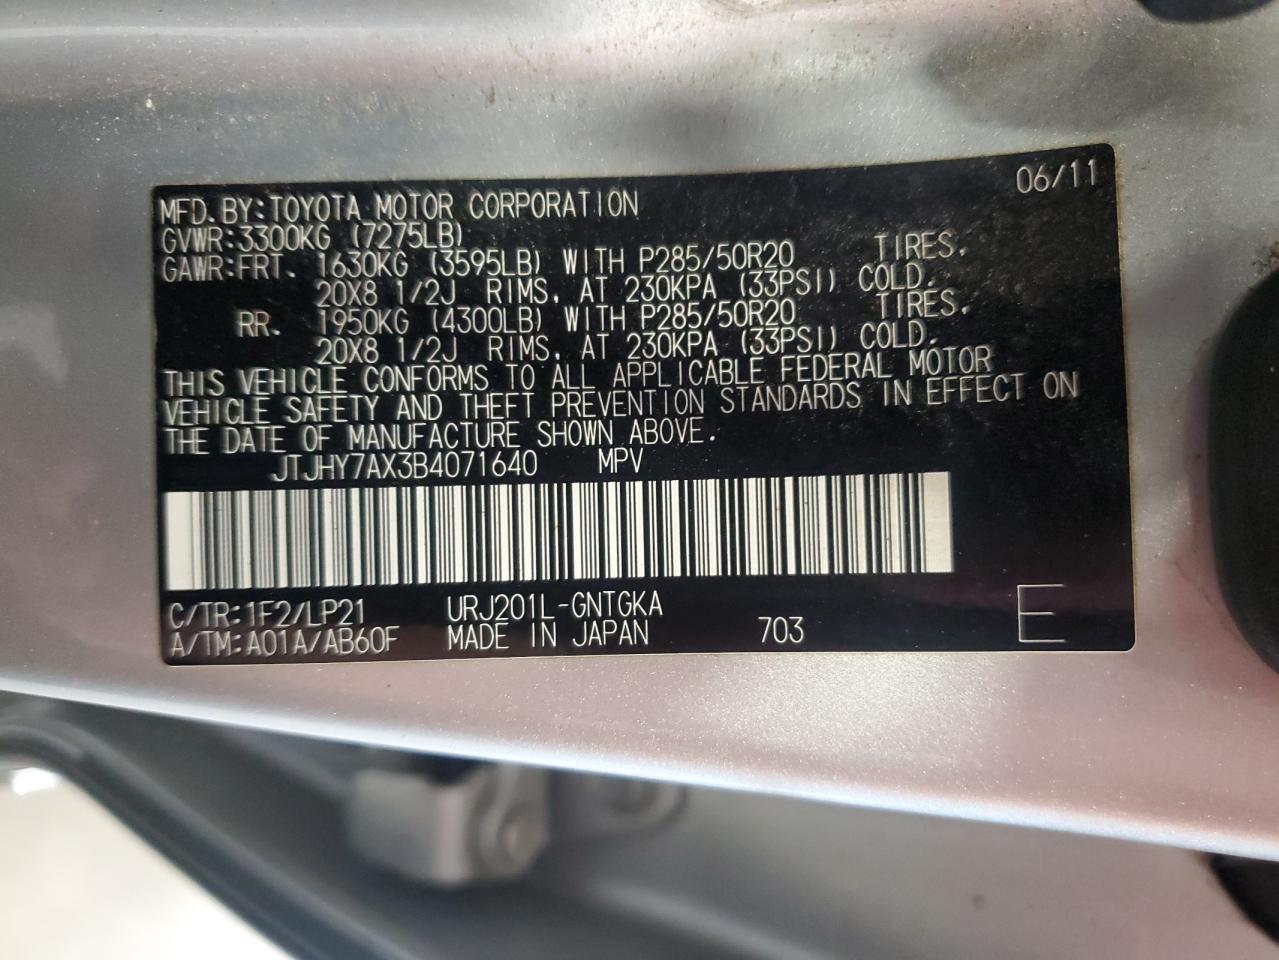 06/11
MFD. BY: TOYOTA MOTOR CORPORATION
GVWR: 3300KG (7275LB)
GAWR: FRT. 1630KG (3595LB) WITH P285/50R20 TIRES,
20X8 1/2J RIMS, AT 230KPA (33PSI) COLD.
RR. 1950KG (4300LB) WITH P285/50R20 TIRES,
20X8 1/2J RIMS, AT 230KPA (33PSI) COLD.
THIS VEHICLE CONFORMS TO ALL APPLICABLE FEDERAL MOTOR
VEHICLE SAFETY AND THEFT PREVENTION STANDARDS IN EFFECT ON
THE DATE OF MANUFACTURE SHOWN ABOVE.
JTJHY7AX3B4071640 MPV
C/TR: 1F2/LP21 URJ201L-GNTGKA
A/TM: A01A/AB60F MADE IN JAPAN 703 E